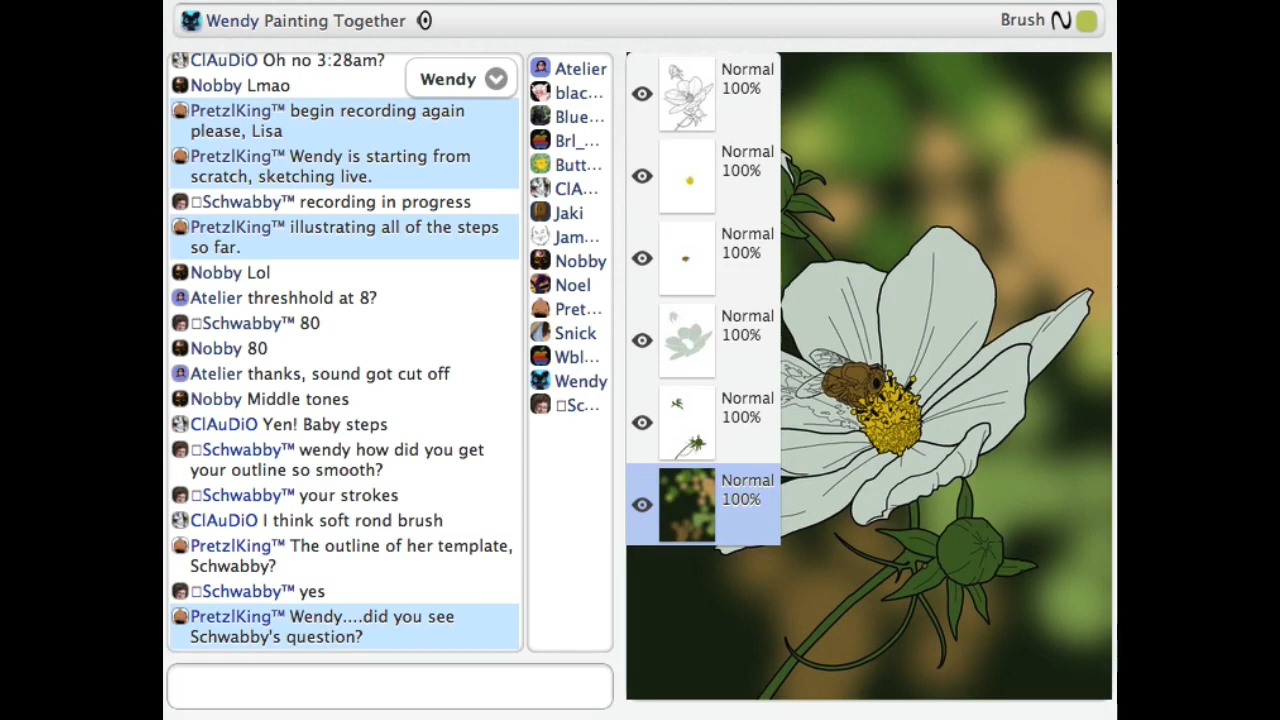 Wendy Painting Together
Brush
ClAuDiO Oh no 3:28am?
Wendy
Nobby Lmao
PretzlKing™ begin recording again
please, Lisa
PretzlKing™ Wendy is starting from
scratch, sketching live.
□Schwabby™ recording in progress
PretzlKing™ illustrating all of the steps
so far.
Nobby Lol
Atelier threshhold at 8?
□Schwabby™ 80
Nobby 80
Atelier thanks, sound got cut off
Nobby Middle tones
ClAuDiO Yen! Baby steps
□Schwabby™ wendy how did you get
your outline so smooth?
□Schwabby™ your strokes
ClAuDiO I think soft rond brush
PretzlKing™ The outline of her template,
Schwabby?
□Schwabby™ yes
PretzlKing™ Wendy....did you see
Schwabby's question?
Atelier
blac...
Blue...
Brl_...
Butt...
ClA...
Jaki
Jam...
Nobby
Noel
Pret...
Snick
Wbl...
Wendy
□Sc...
Normal
100%
Normal
100%
Normal
100%
Normal
100%
Normal
100%
Normal
100%